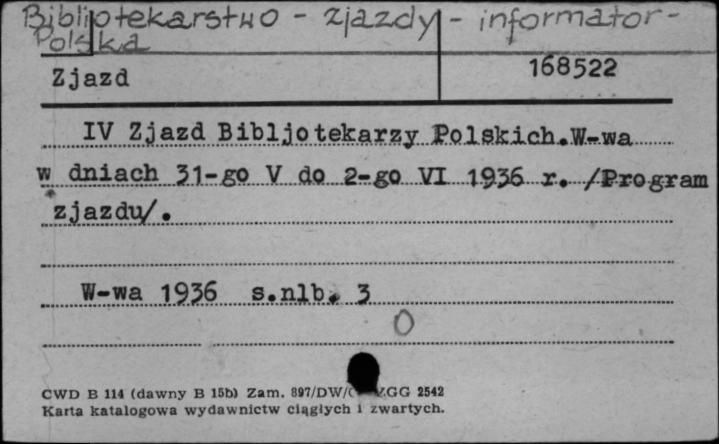 Bibljotekarstwo - zjazdy - informator -
Polska
Zjazd 168522
IV Zjazd Bibljotekarzy Polskich.W-wa
w dniach 31-go V do 2-go VI 1936 r. /Program
zjazdu/.
W-wa 1936 s.nlb. 3
O
CWD B 114 (dawny B 15b) Zam. 897/DW/ GG 2542
Karta katalogowa wydawnictw ciągłych i zwartych.